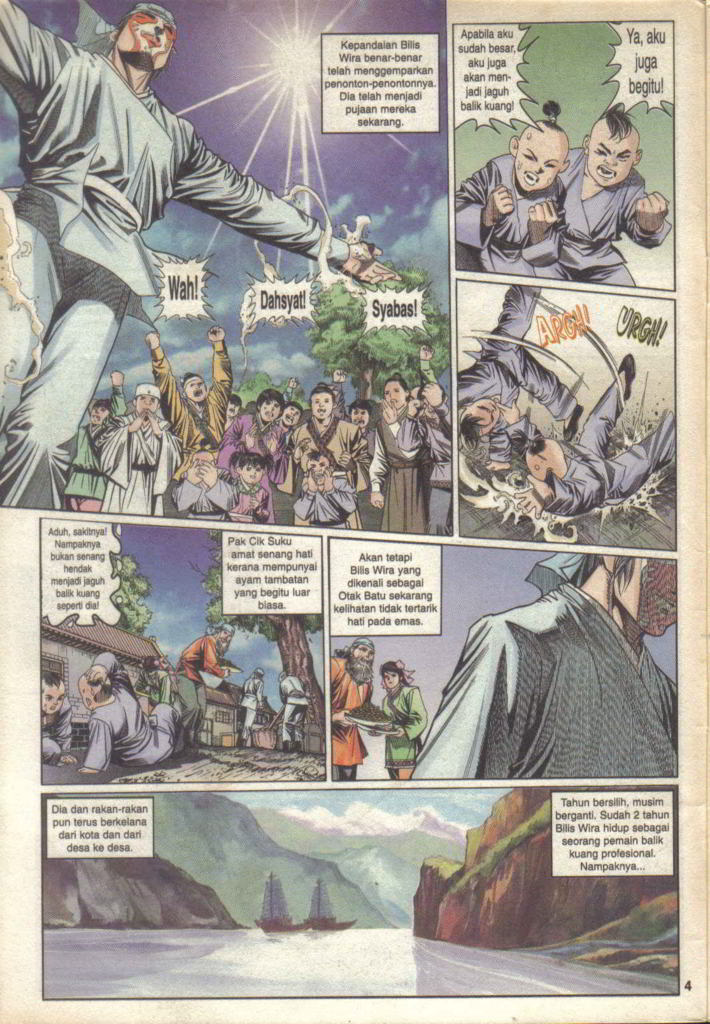 Kepandaian Bilis
Wira benar-benar
telah menggemparkan
penonton-penontonnya.
Dia telah menjadi
pujaan mereka
sekarang.
Wah!
Dahsyat!
Syabas!
Apabila aku
sudah besar,
aku juga
akan men-
jadi jaguh
balik kuang!
Ya, aku
juga
begitu!
ARGH!
URGH!
Aduh, sakitnya!
Nampaknya
bukan senang
hendak
menjadi jaguh
balik kuang
seperti dia!
Pak Cik Suku
amat senang hati
kerana mempunyai
ayam tambatan
yang begitu luar
biasa.
Akan tetapi
Bilis Wira yang
dikenali sebagai
Otak Batu sekarang
kelihatan tidak tertarik
hati pada emas.
Dia dan rakan-rakan
pun terus berkelana
dari kota dan dari
desa ke desa.
Tahun bersilih, musim
berganti. Sudah 2 tahun
Bilis Wira hidup sebagai
seorang pemain balik
kuang profesional.
Nampaknya...
4